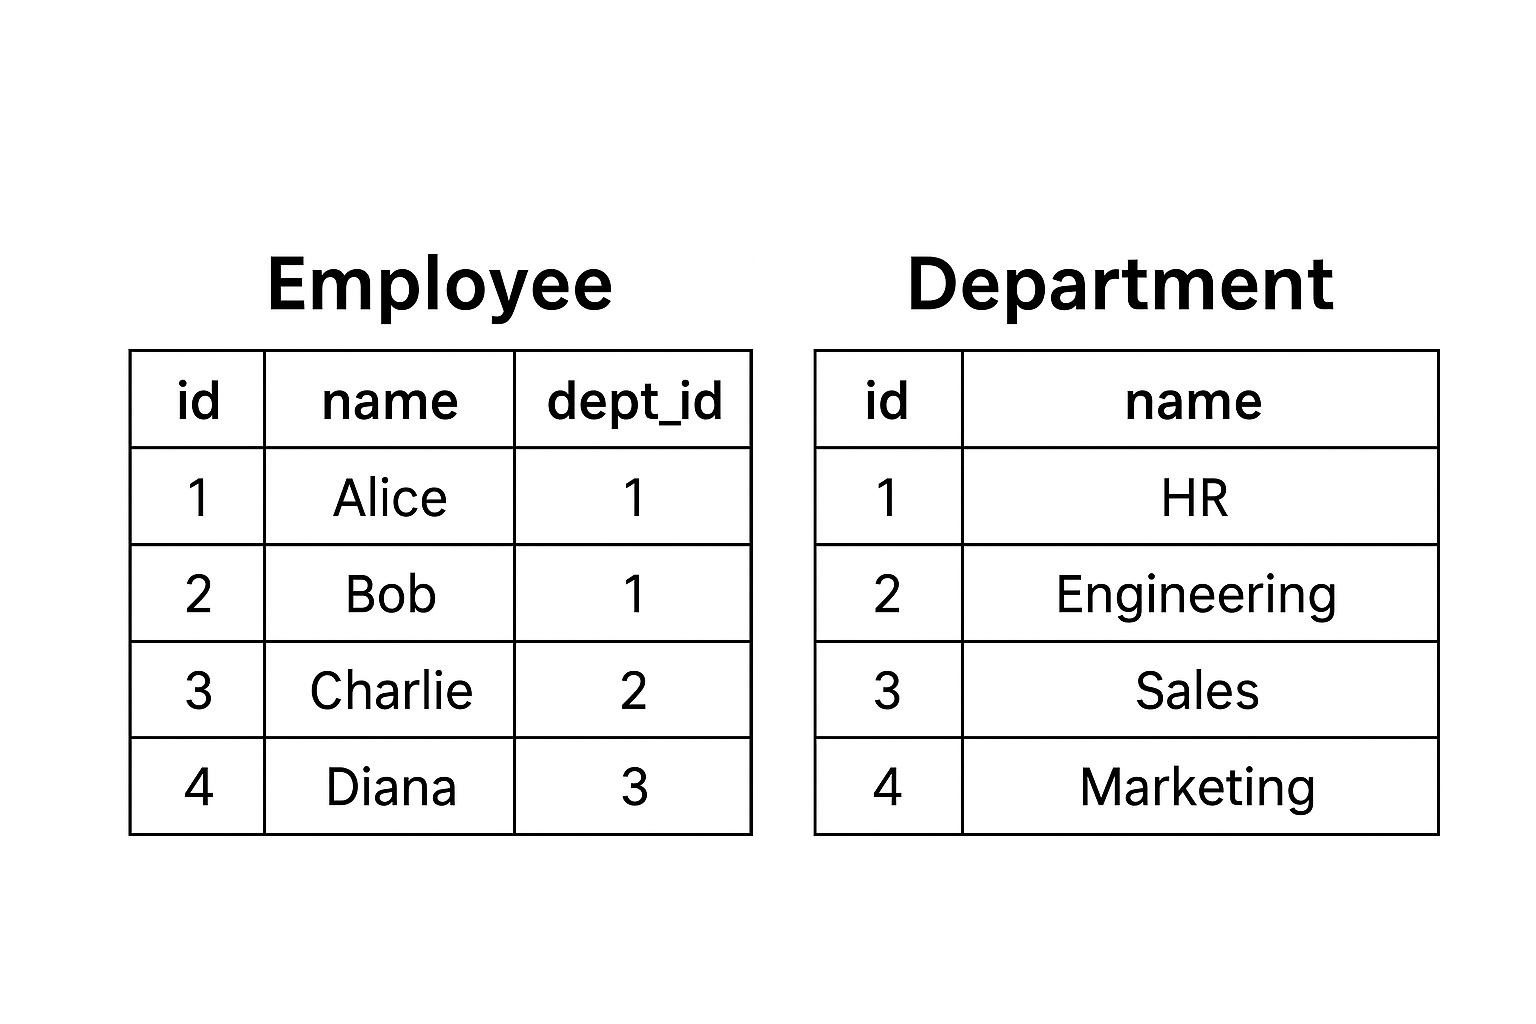 Employee
id name dept_id
1 Alice 1
2 Bob 1
3 Charlie 2
4 Diana 3
Department
id name
1 HR
2 Engineering
3 Sales
4 Marketing